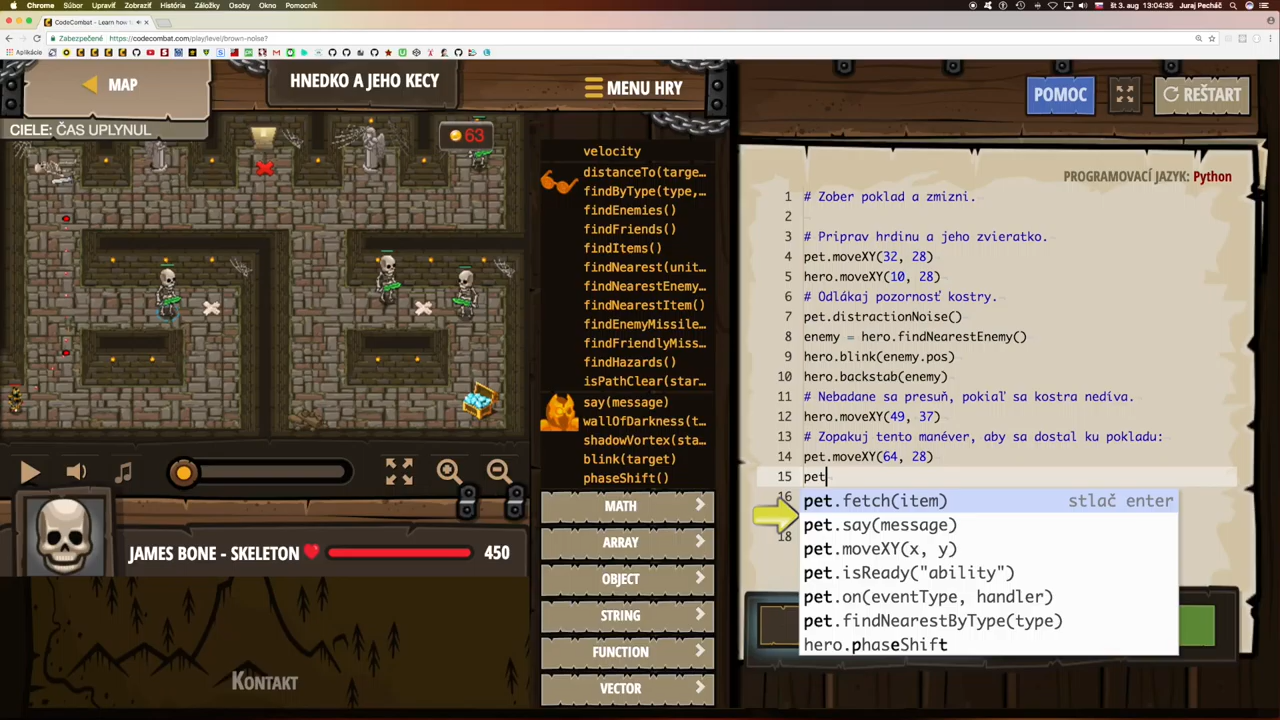 Chrome Súbor Upraviť Zobraziť História Záložky Osoby Okno Pomocník
št 3. aug 13:04:35 Juraj Pecháč
CodeCombat - Learn how
Zabezpečené https://codecombat.com/play/level/brown-noise?
Aplikácie
MAP
HNEDKO A JEHO KECY
MENU HRY
POMOC
REŠTART
CIELE: ČAS UPLYNUL
63
velocity
distanceTo(targe...
findByType(type,...
findEnemies()
findFriends()
findItems()
findNearest(unit...
findNearestEnemy...
findNearestItem()
findEnemyMissile...
findFriendlyMiss...
findHazards()
isPathClear(star...
say(message)
wallOfDarkness(t...
shadowVortex(sta...
blink(target)
phaseShift()
MATH
ARRAY
OBJECT
STRING
FUNCTION
VECTOR
JAMES BONE - SKELETON 450
KONTAKT
PROGRAMOVACÍ JAZYK: Python
1 # Zober poklad a zmizni.
2
3 # Priprav hrdinu a jeho zvieratko.
4 pet.moveXY(32, 28)
5 hero.moveXY(10, 28)
6 # Odlákaj pozornosť kostry.
7 pet.distractionNoise()
8 enemy = hero.findNearestEnemy()
9 hero.blink(enemy.pos)
10 hero.backstab(enemy)
11 # Nebadane sa presuň, pokiaľ sa kostra nedíva.
12 hero.moveXY(49, 37)
13 # Zopakuj tento manéver, aby sa dostal ku pokladu:
14 pet.moveXY(64, 28)
15 pet
16
pet.fetch(item) stlač enter
pet.say(message)
18
pet.moveXY(x, y)
pet.isReady("ability")
pet.on(eventType, handler)
pet.findNearestByType(type)
hero.phaseShift